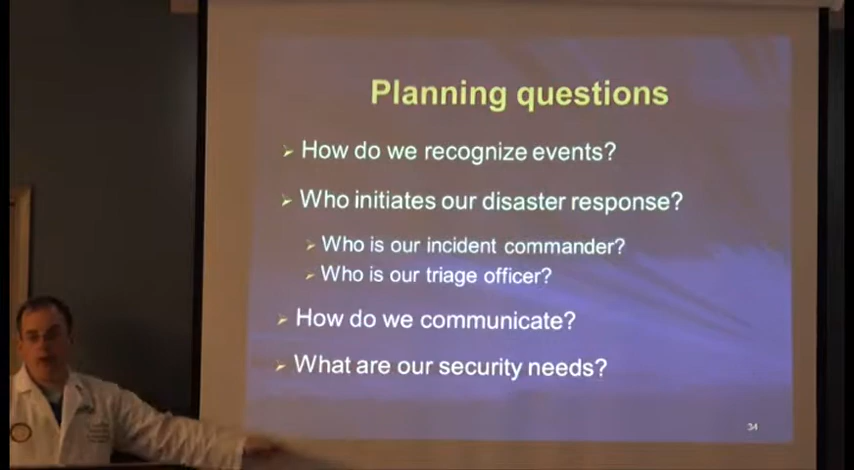 Planning questions
How do we recognize events?
Who initiates our disaster response?
Who is our incident commander?
Who is our triage officer?
How do we communicate?
What are our security needs?
34